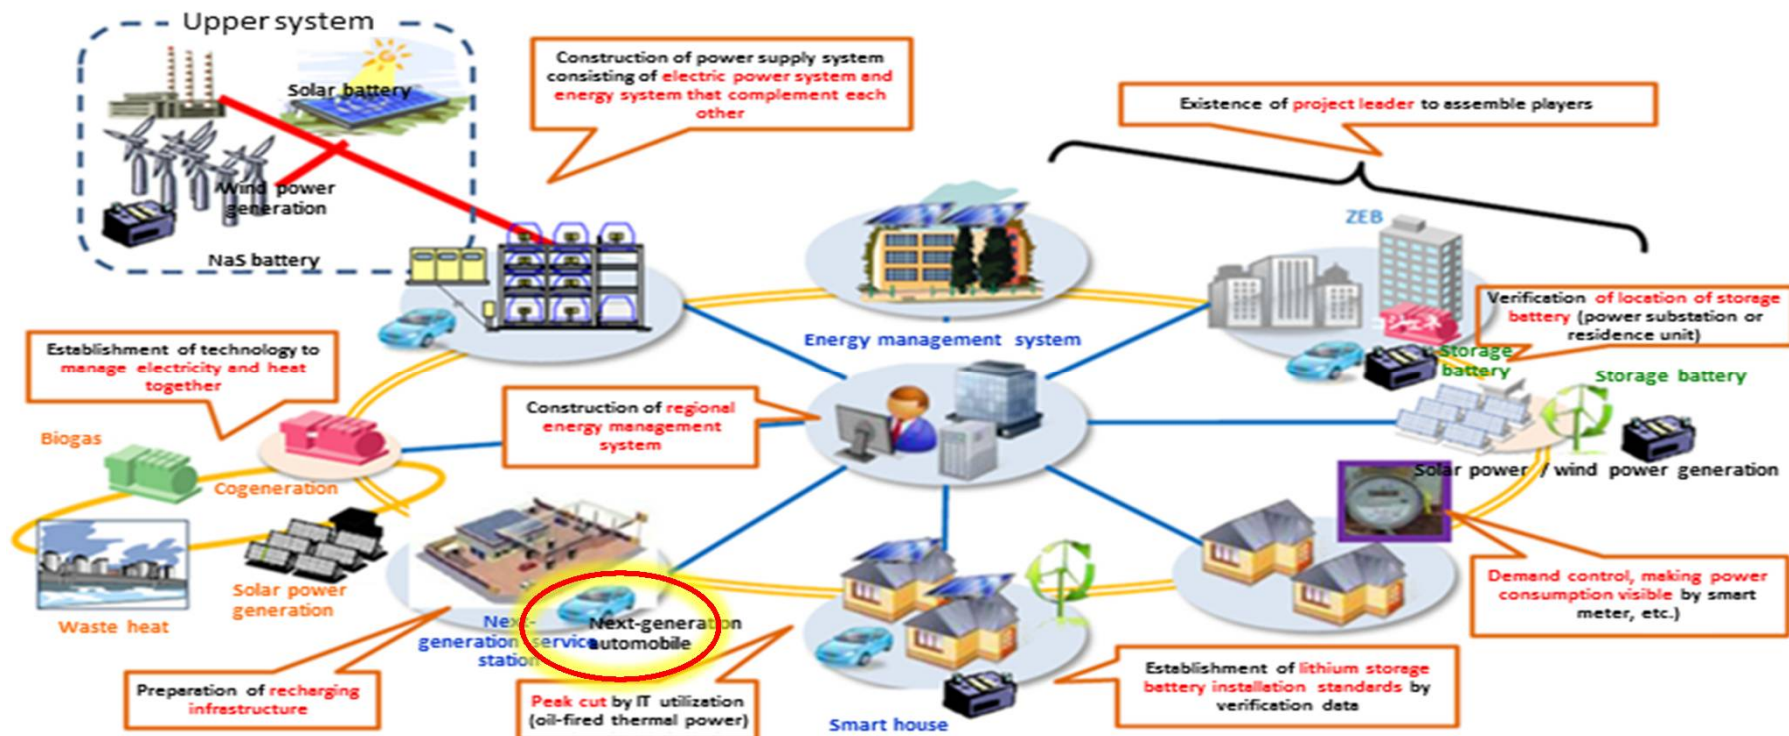 Upper system
Solar battery
Wind power
generation
NaS battery
Construction of power supply system
consisting of electric power system and
energy system that complement each
other
Existence of project leader to assemble players
ZEB
コジェネ
Verification of location of storage
battery (power substation or
residence unit)
Storage
battery
Storage battery
Energy management system
Establishment of technology to
manage electricity and heat
together
Construction of regional
energy management
system
Biogas
Cogeneration
Solar power / wind power generation
Waste heat
Solar power
generation
Next-
generation service
station
Next-generation
automobile
Demand control, making power
consumption visible by smart
meter, etc.)
Preparation of recharging
infrastructure
Peak cut by IT utilization
(oil-fired thermal power)
Smart house
Establishment of lithium storage
battery installation standards by
verification data